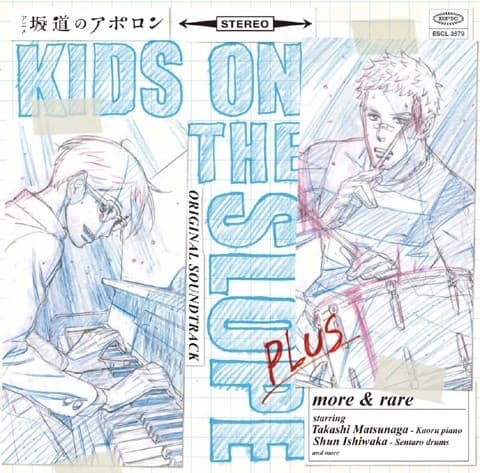 アニメ 坂道のアポロン
STEREO
EPIC
ESCL 3879
KIDS ON
THE
SLOPE
ORIGINAL SOUNDTRACK
PLUS
more & rare
starring
Takashi Matsunaga - Kaoru piano
Shun Ishiwaka - Sentaro drums
and more